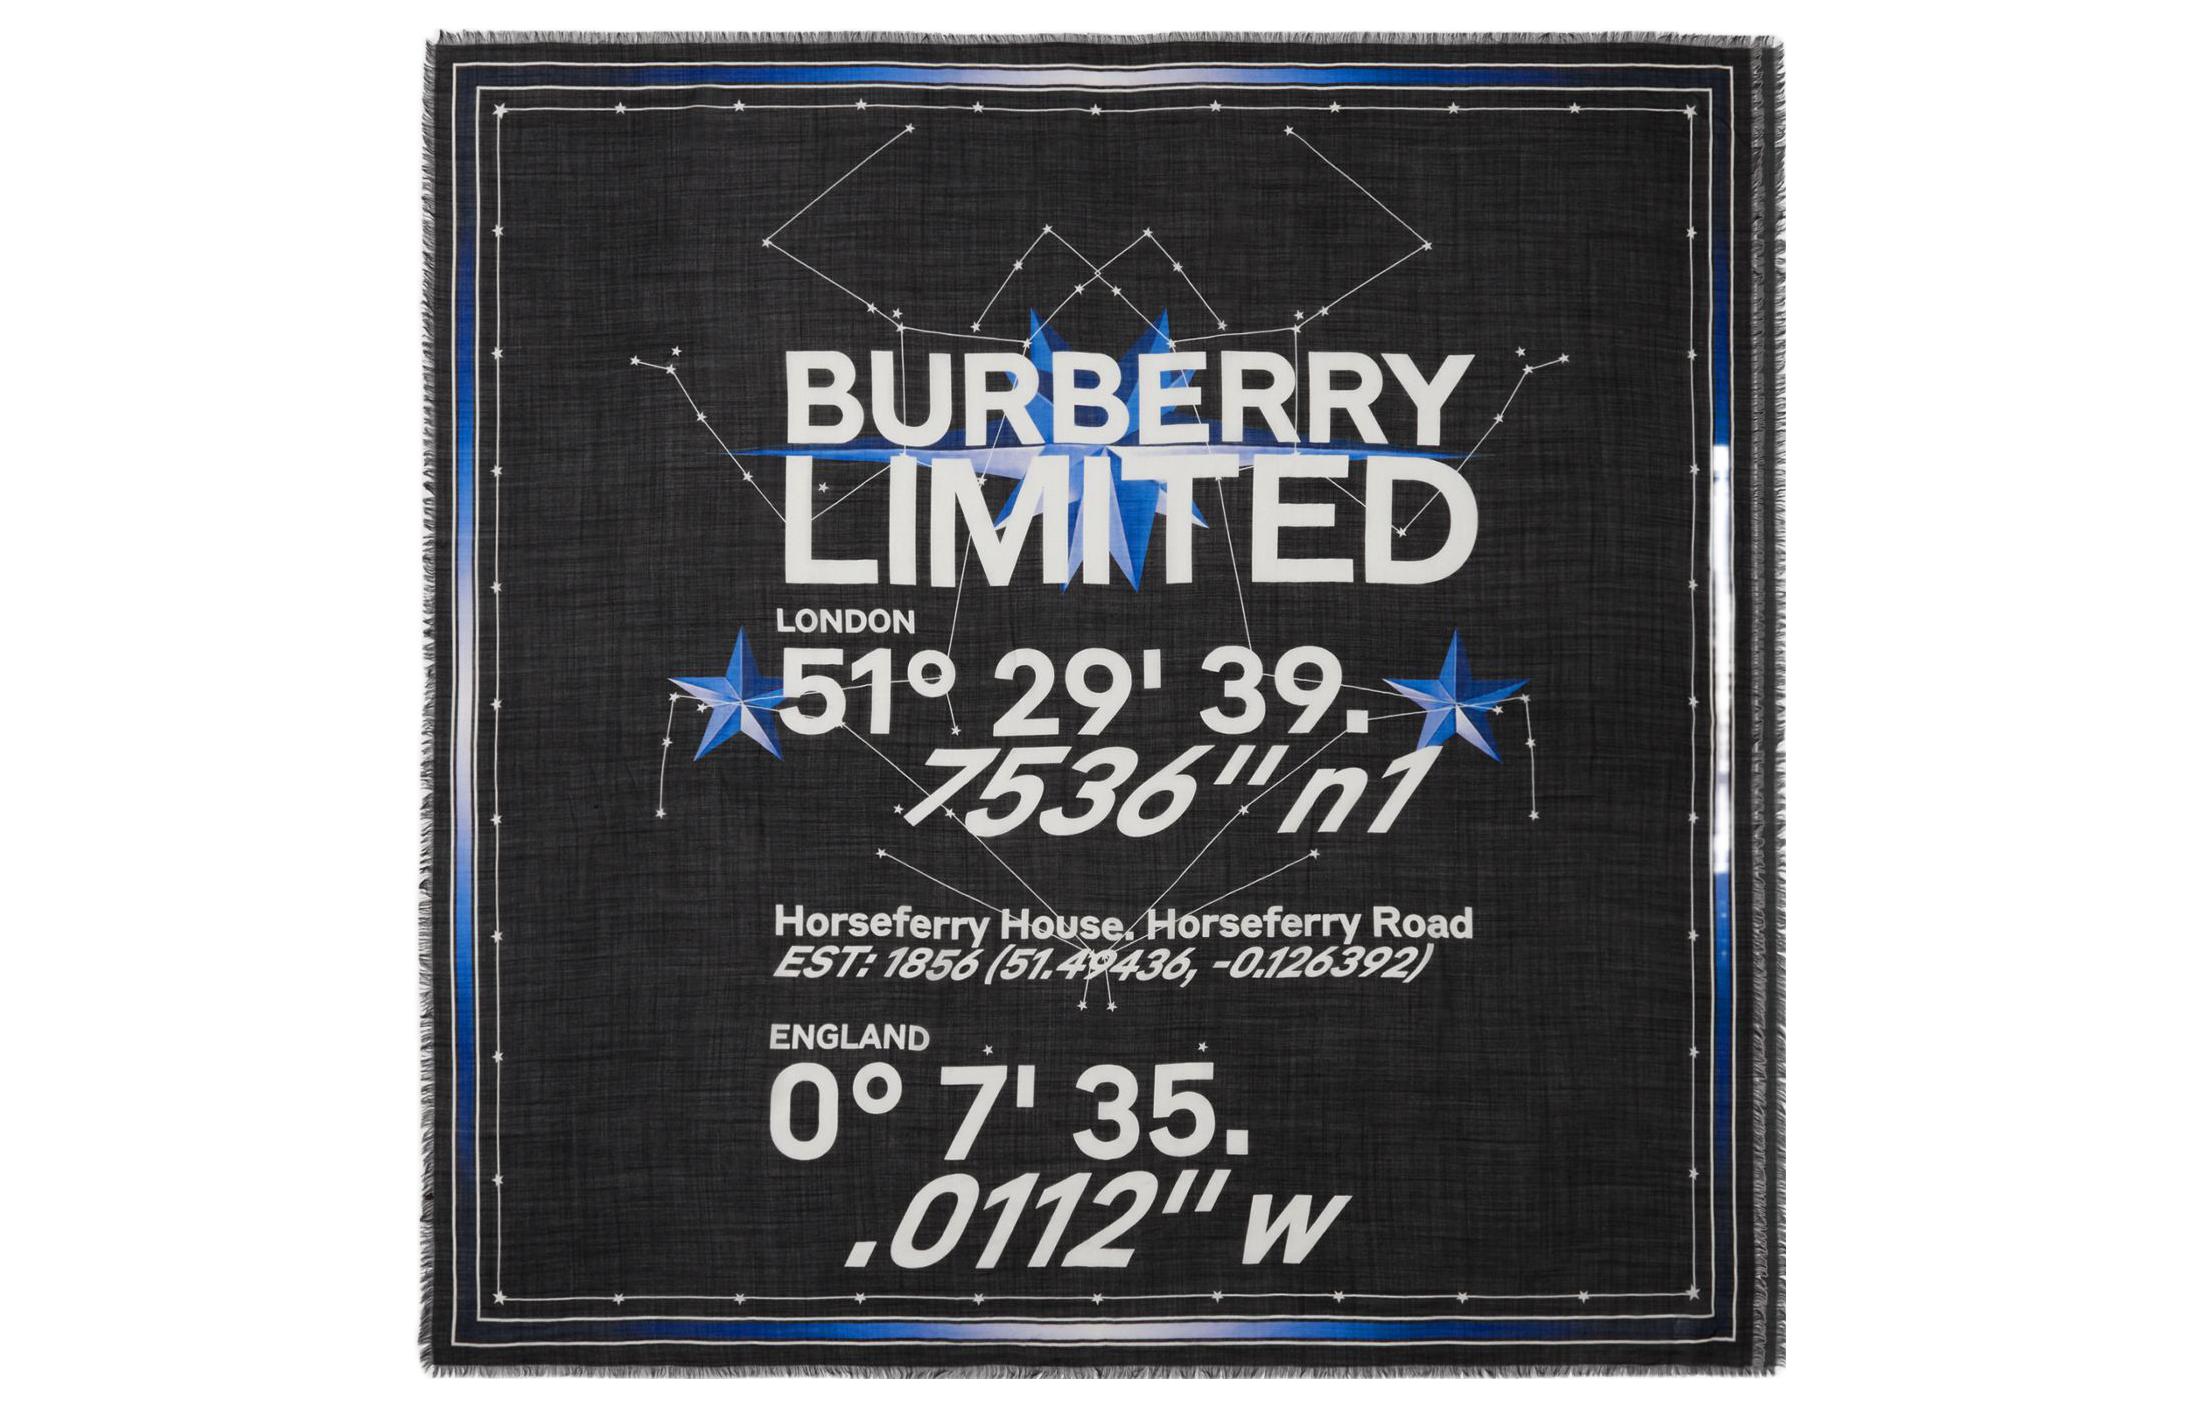 BURBERRY
LIMITED
LONDON
51° 29' 39.
7536" n1
Horseferry House. Horseferry Road
EST: 1856 (51.49436, -0.126392)
ENGLAND
0° 7' 35.
.0112" w